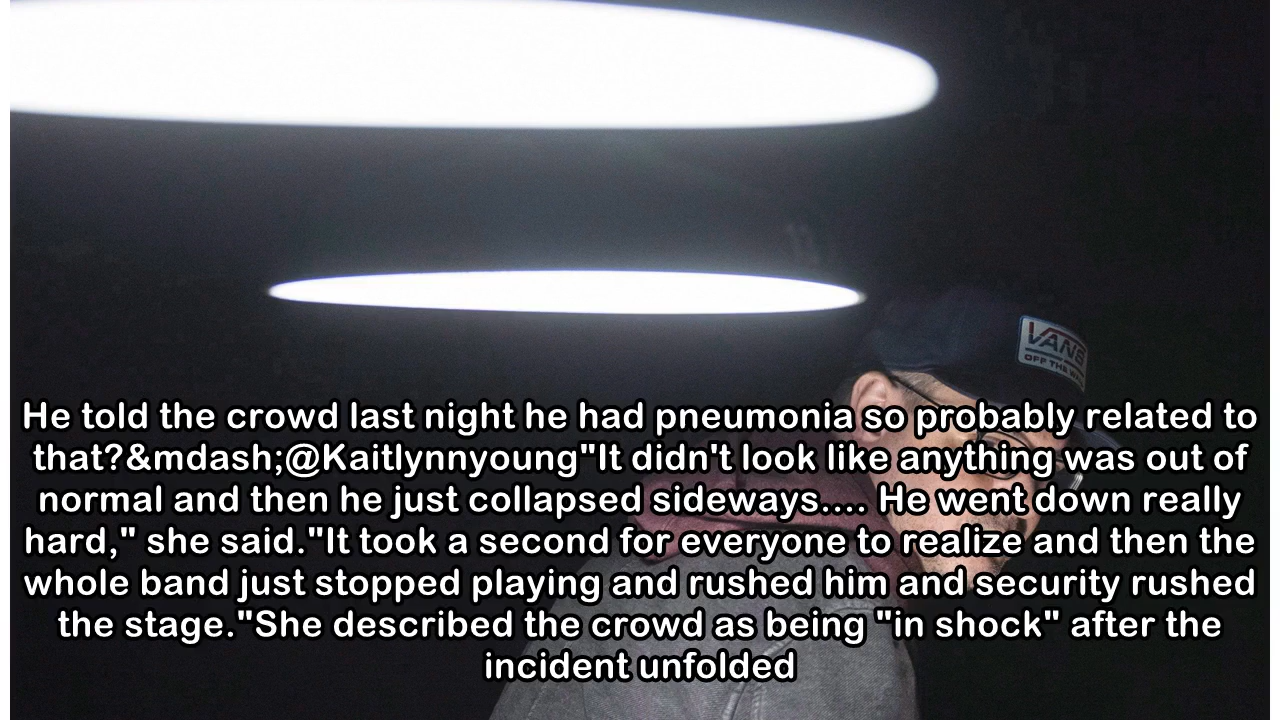 VANS
OFF THE WA
He told the crowd last night he had pneumonia so probably related to
that?&mdash;@Kaitlynnyoung"It didn't look like anything was out of
normal and then he just collapsed sideways.... He went down really
hard," she said."It took a second for everyone to realize and then the
whole band just stopped playing and rushed him and security rushed
the stage."She described the crowd as being "in shock" after the
incident unfolded